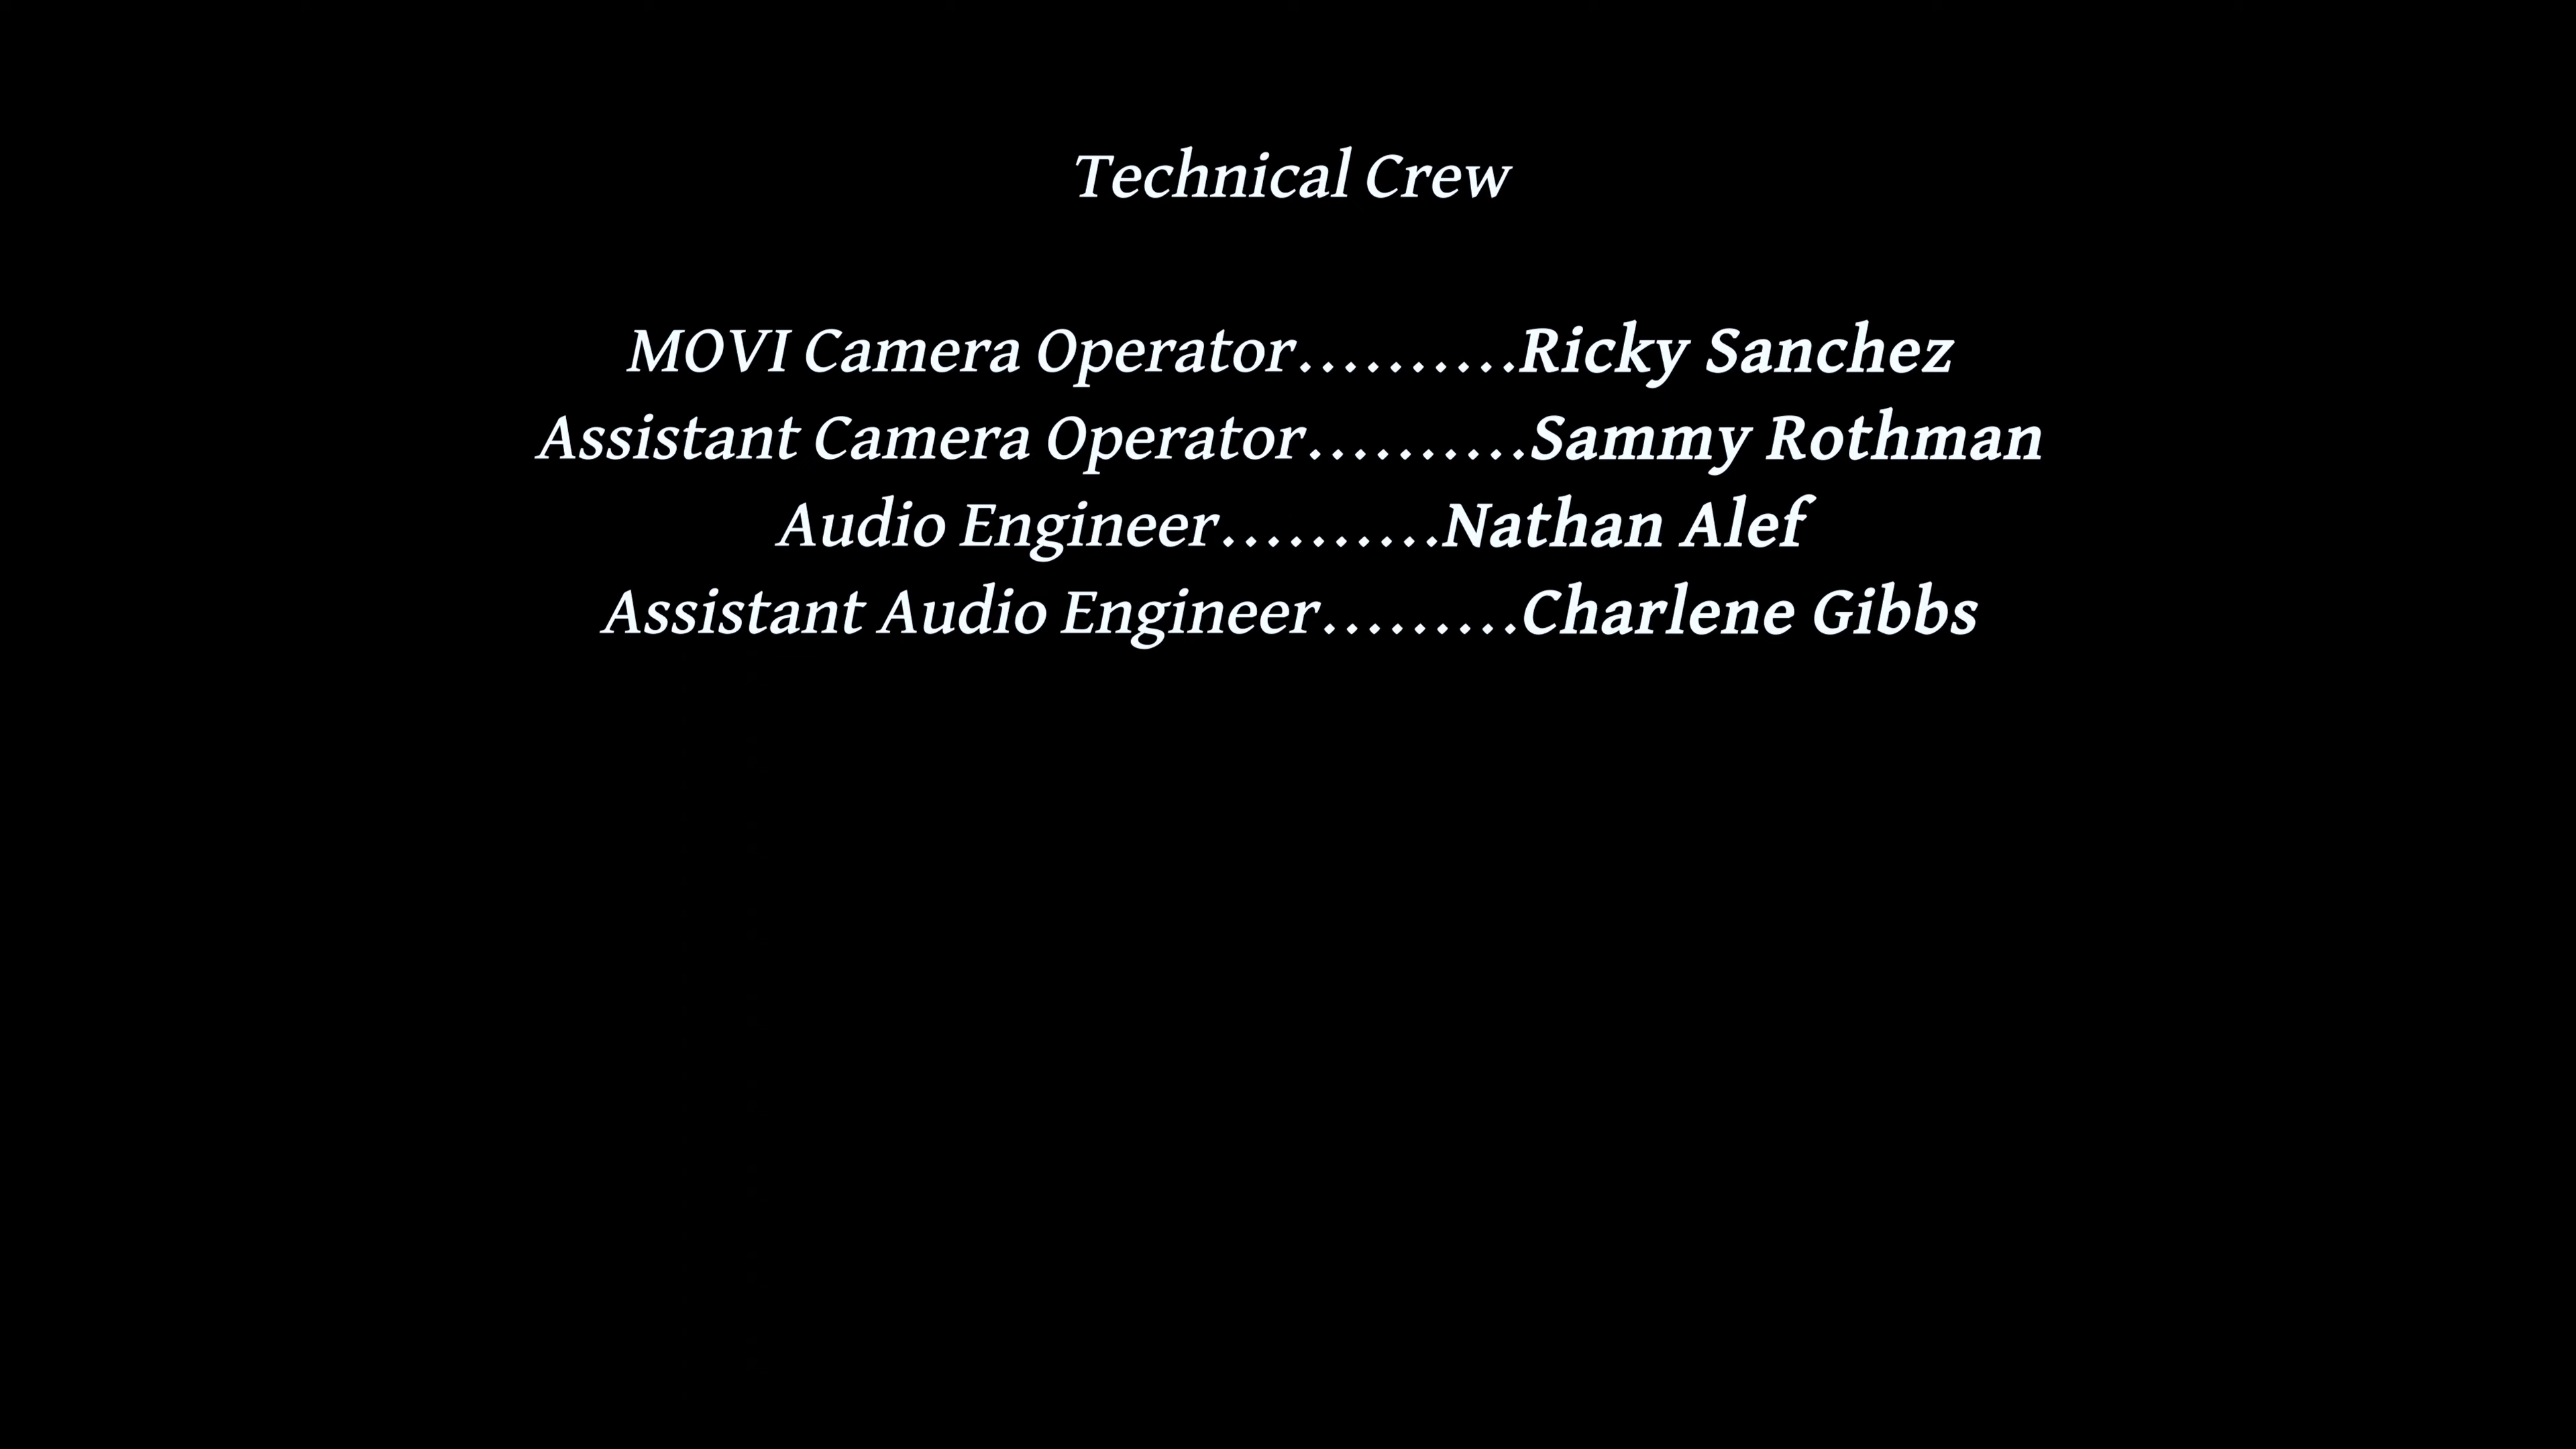 Technical Crew
MOVI Camera Operator..........Ricky Sanchez
Assistant Camera Operator..........Sammy Rothman
Audio Engineer..........Nathan Alef
Assistant Audio Engineer.........Charlene Gibbs